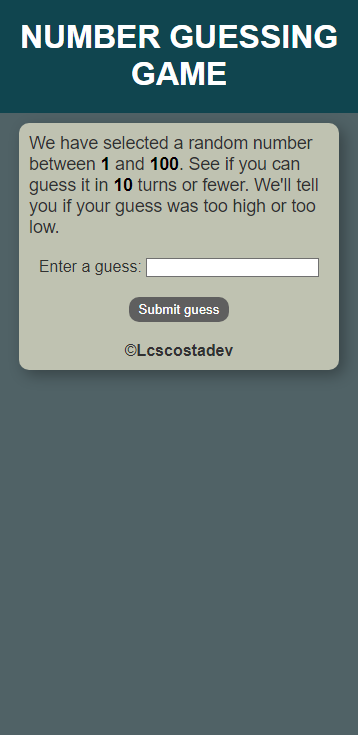 NUMBER GUESSING
GAME
We have selected a random number
between 1 and 100. See if you can
guess it in 10 turns or fewer. We'll tell
you if your guess was too high or too
low.
Enter a guess:
Submit guess
©Lcscostadev